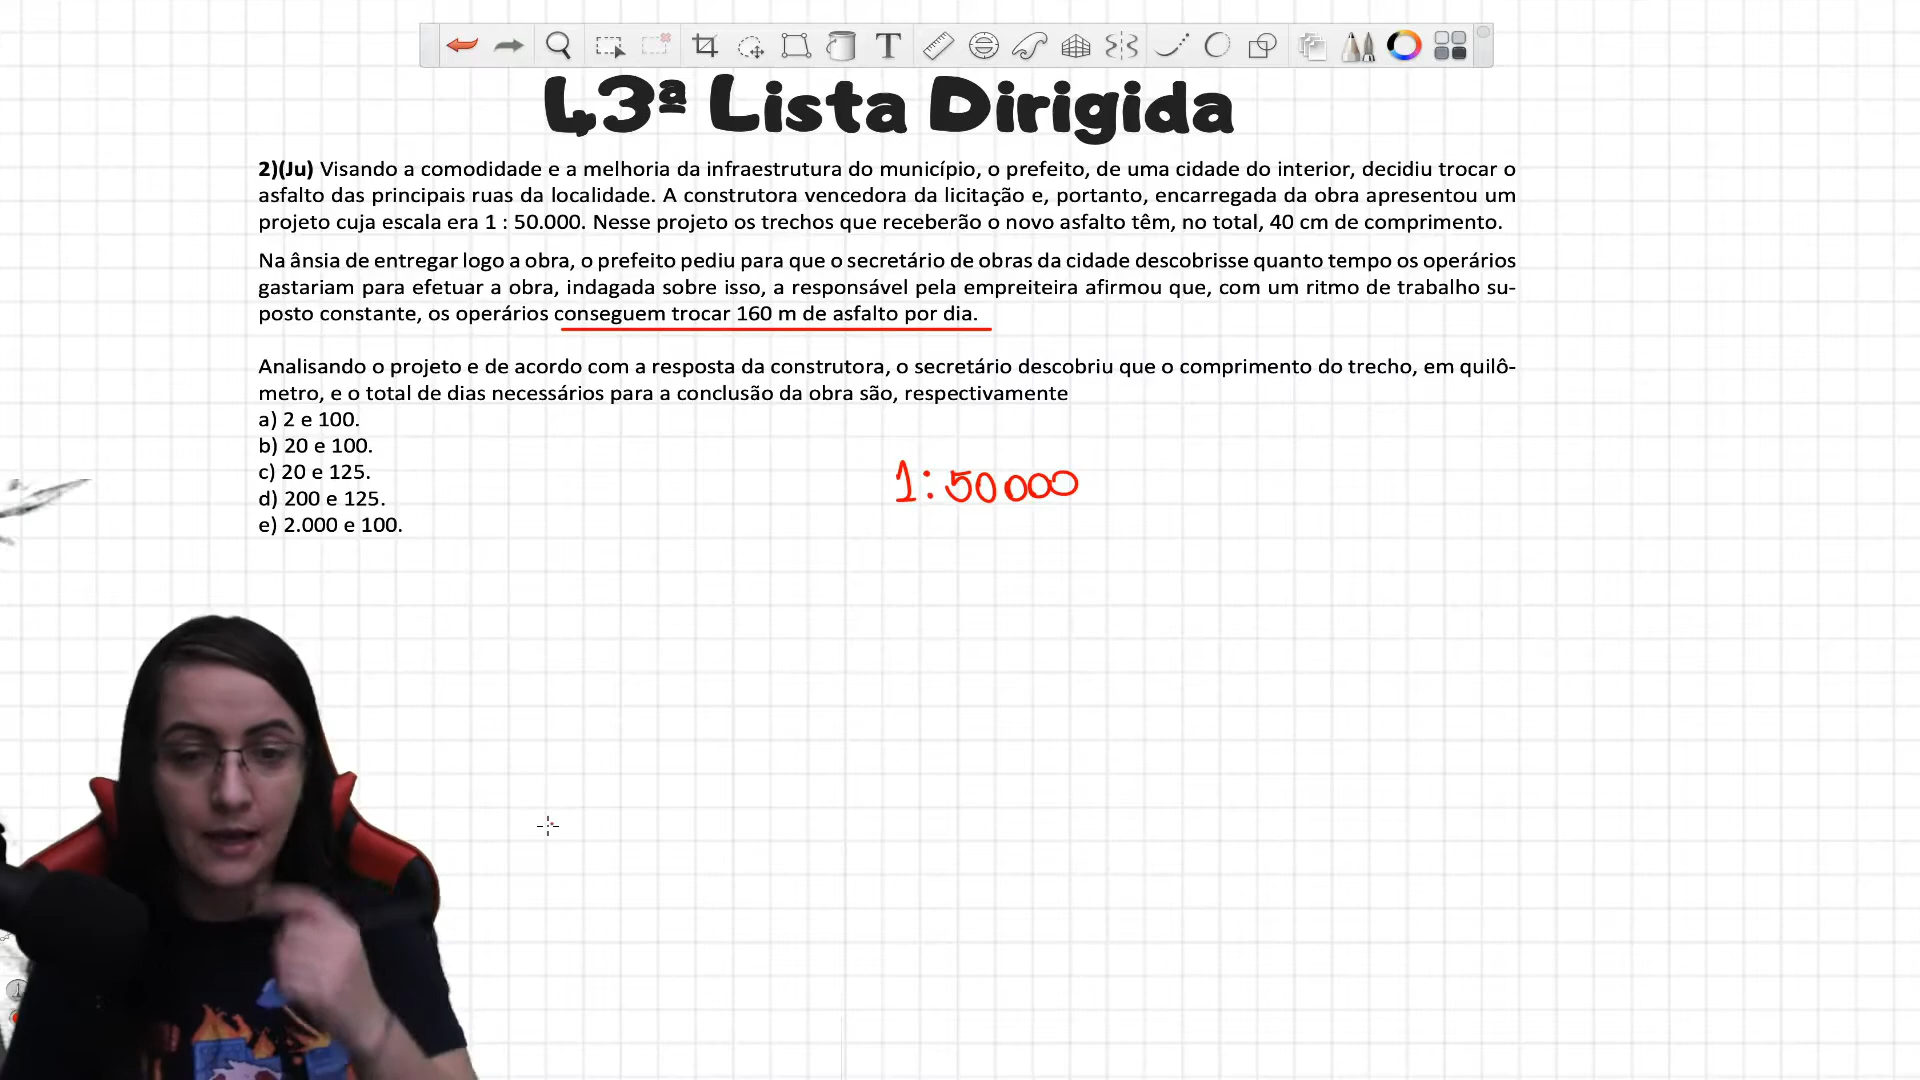 43ª Lista Dirigida
2)(Ju) Visando a comodidade e a melhoria da infraestrutura do município, o prefeito, de uma cidade do interior, decidiu trocar o
asfalto das principais ruas da localidade. A construtora vencedora da licitação e, portanto, encarregada da obra apresentou um
projeto cuja escala era 1 : 50.000. Nesse projeto os trechos que receberão o novo asfalto têm, no total, 40 cm de comprimento.
Na ânsia de entregar logo a obra, o prefeito pediu para que o secretário de obras da cidade descobrisse quanto tempo os operários
gastariam para efetuar a obra, indagada sobre isso, a responsável pela empreiteira afirmou que, com um ritmo de trabalho su-
posto constante, os operários conseguem trocar 160 m de asfalto por dia.
Analisando o projeto e de acordo com a resposta da construtora, o secretário descobriu que o comprimento do trecho, em quilô-
metro, e o total de dias necessários para a conclusão da obra são, respectivamente
a) 2 e 100.
b) 20 e 100.
c) 20 e 125.
d) 200 e 125.
e) 2.000 e 100.
1:50000